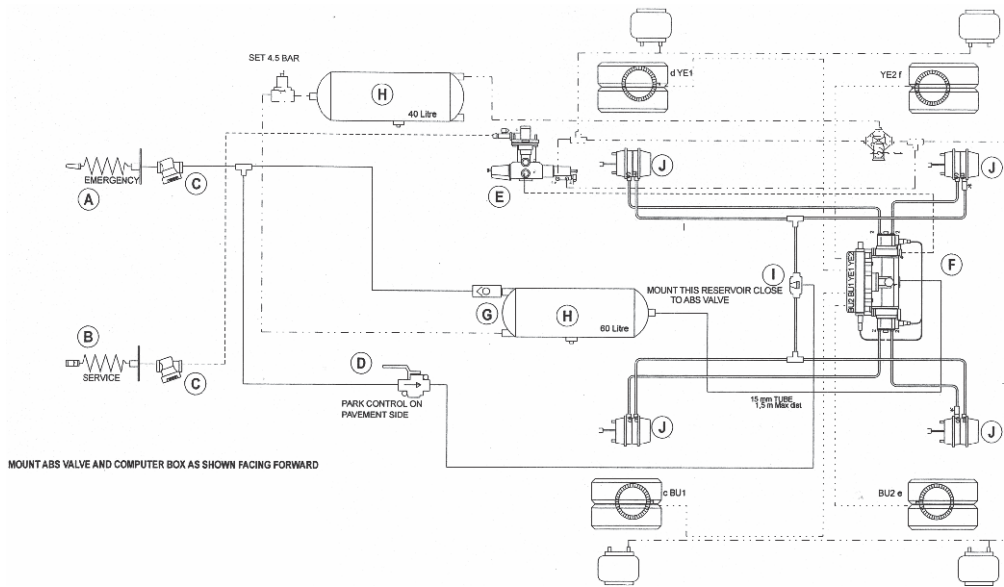 SET 4.5 BAR
H
40 Litre
d YE1
YE2 f
EMERGENCY
A
C
E
J
J
BU2 BU1 YE1 YE2
F
I
MOUNT THIS RESERVOIR CLOSE
TO ABS VALVE
G
H
60 Litre
B
SERVICE
C
D
PARK CONTROL ON
PAVEMENT SIDE
15 mm TUBE
1,5 m Max dist
J
J
MOUNT ABS VALVE AND COMPUTER BOX AS SHOWN FACING FORWARD
c BU1
BU2 e